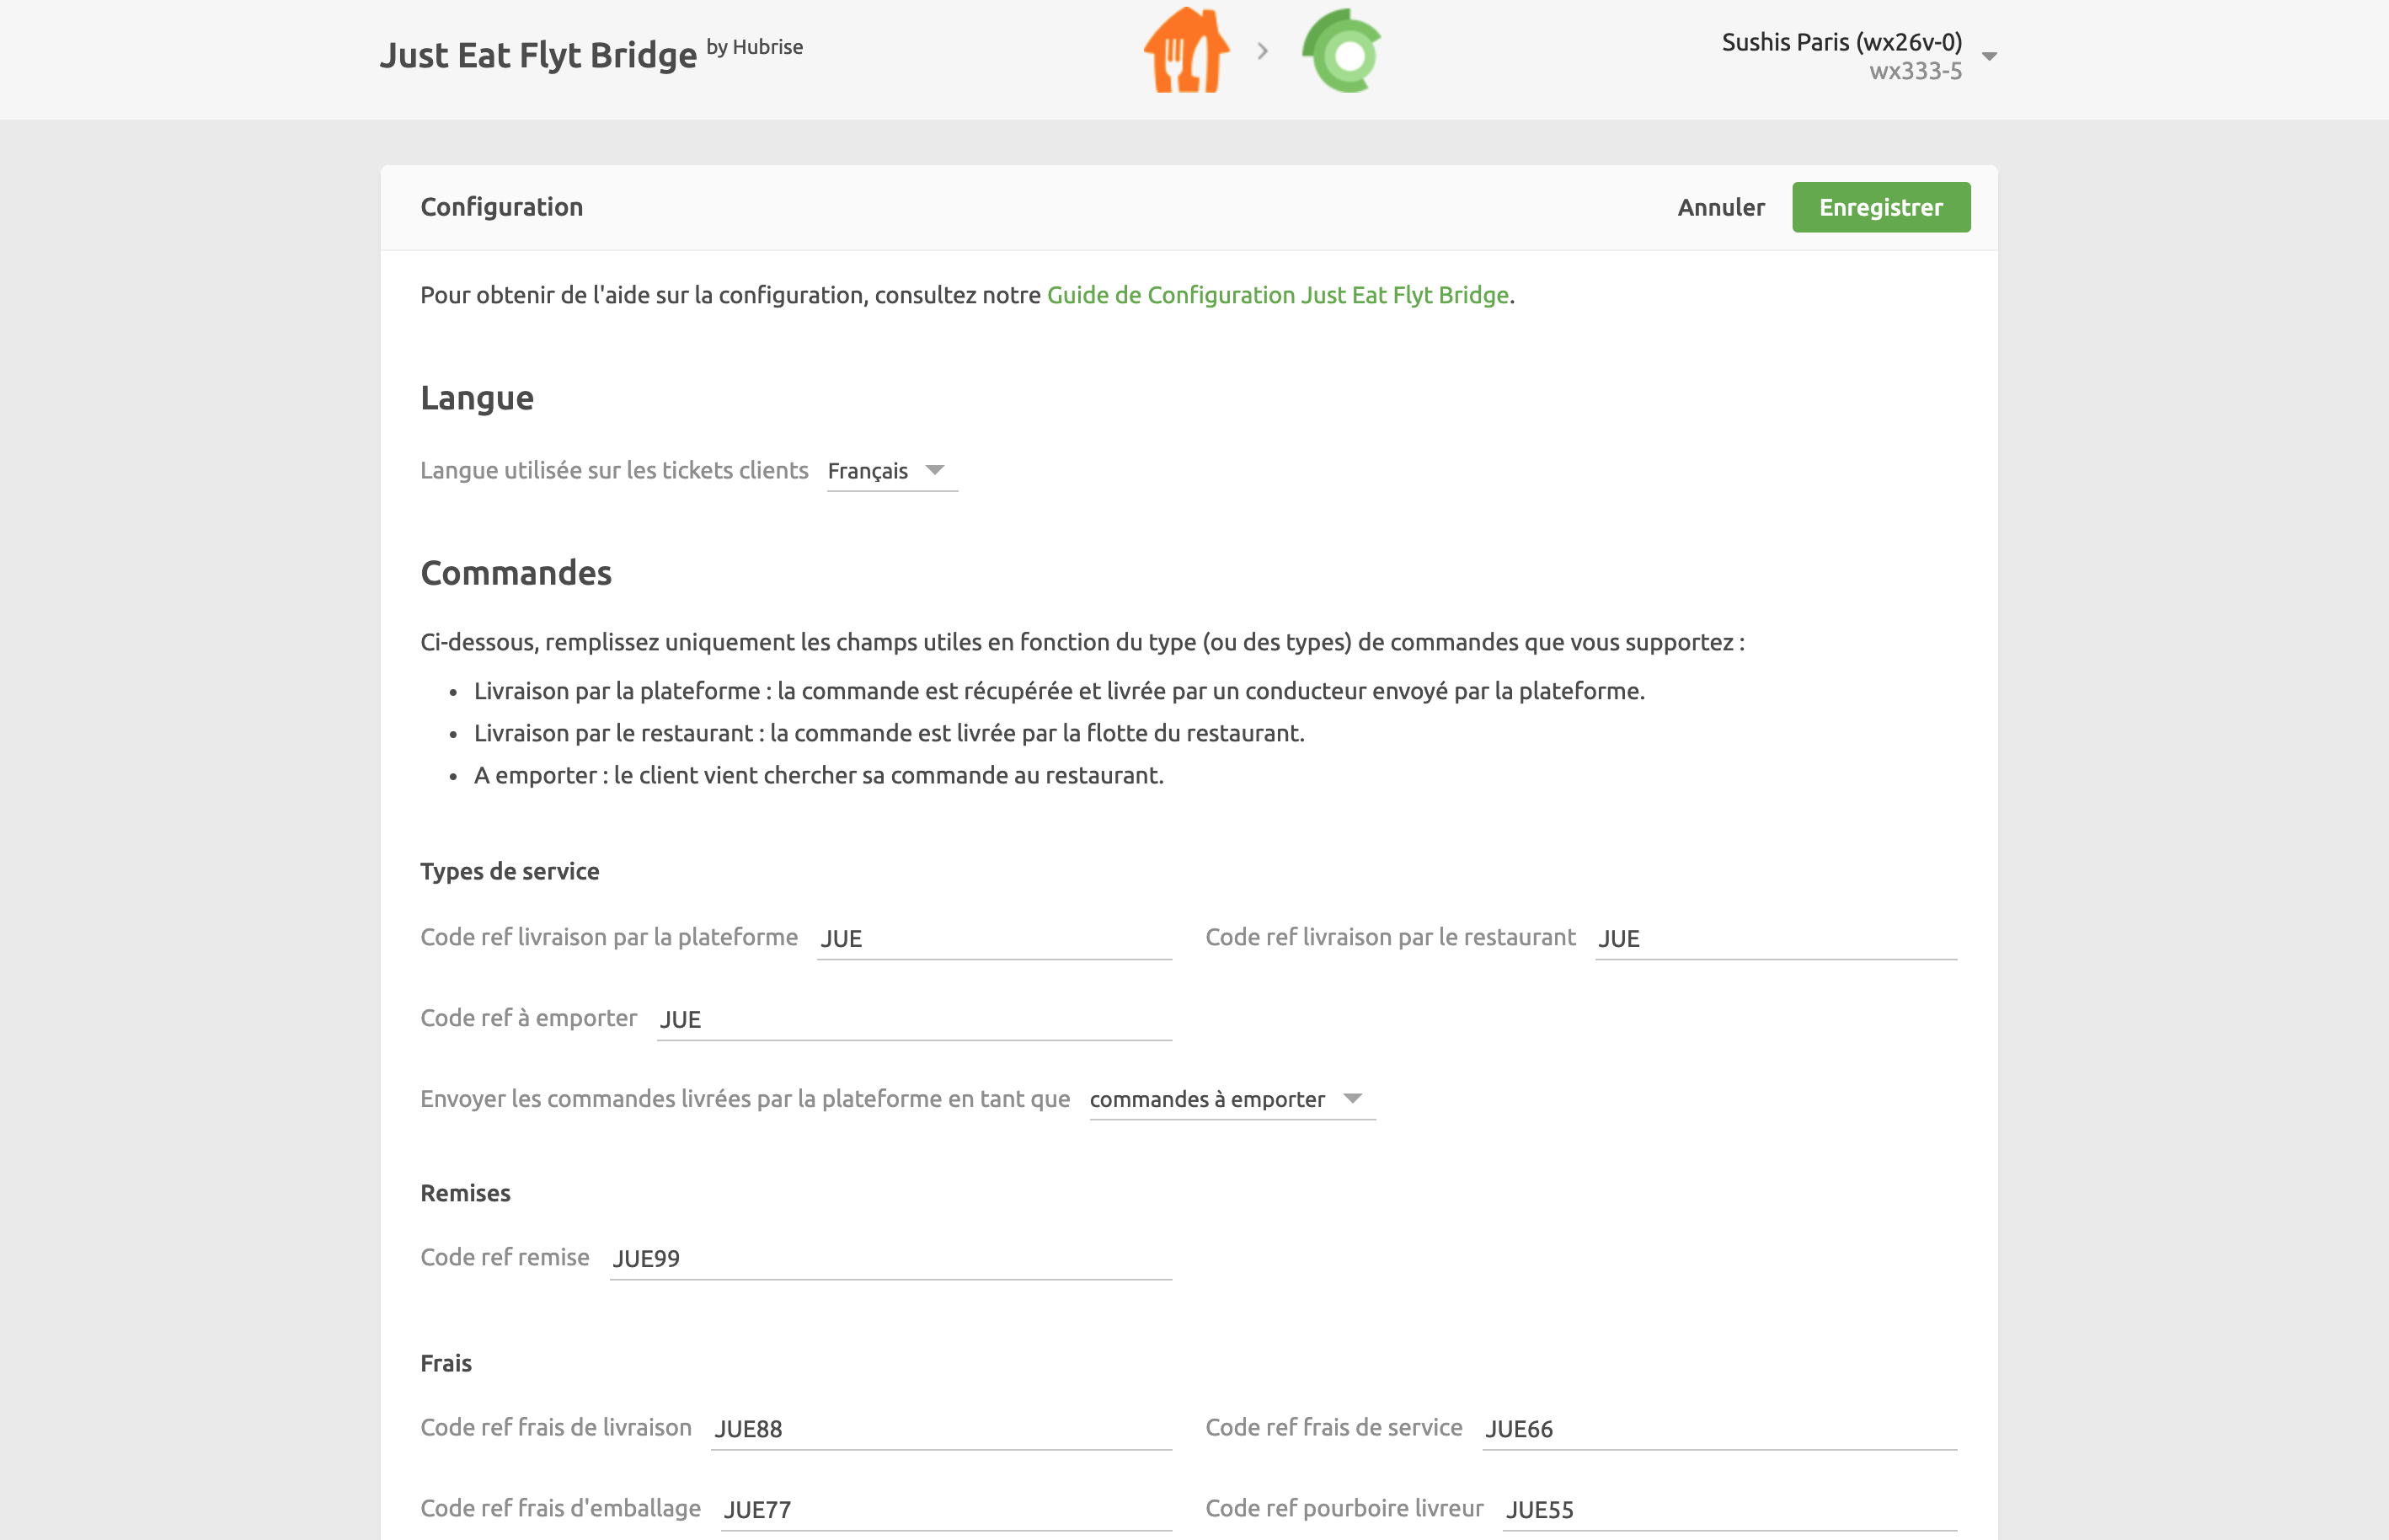 Just Eat Flyt Bridge by Hubrise
Sushis Paris (wx26v-0)
wx333-5
Configuration
Annuler
Enregistrer
Pour obtenir de l'aide sur la configuration, consultez notre Guide de Configuration Just Eat Flyt Bridge.
Langue
Langue utilisée sur les tickets clients Français
Commandes
Ci-dessous, remplissez uniquement les champs utiles en fonction du type (ou des types) de commandes que vous supportez :
• Livraison par la plateforme : la commande est récupérée et livrée par un conducteur envoyé par la plateforme.
• Livraison par le restaurant : la commande est livrée par la flotte du restaurant.
• A emporter : le client vient chercher sa commande au restaurant.
Types de service
Code ref livraison par la plateforme JUE
Code ref livraison par le restaurant JUE
Code ref à emporter JUE
Envoyer les commandes livrées par la plateforme en tant que commandes à emporter
Remises
Code ref remise JUE99
Frais
Code ref frais de livraison JUE88
Code ref frais de service JUE66
Code ref frais d'emballage JUE77
Code ref pourboire livreur JUE55